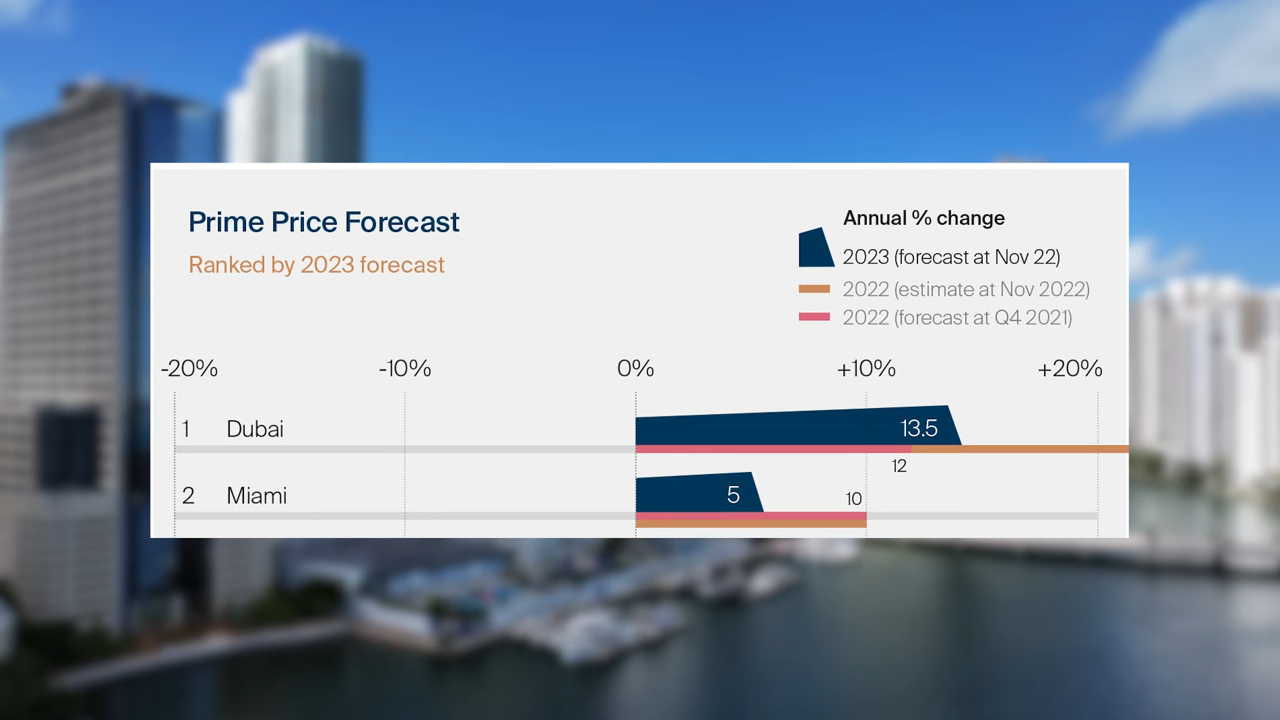 Prime Price Forecast
Ranked by 2023 forecast
Annual % change
2023 (forecast at Nov 22)
2022 (estimate at Nov 2022)
2022 (forecast at Q4 2021)
-20% -10% 0% +10% +20%
1 Dubai 13.5
12
2 Miami 5 10